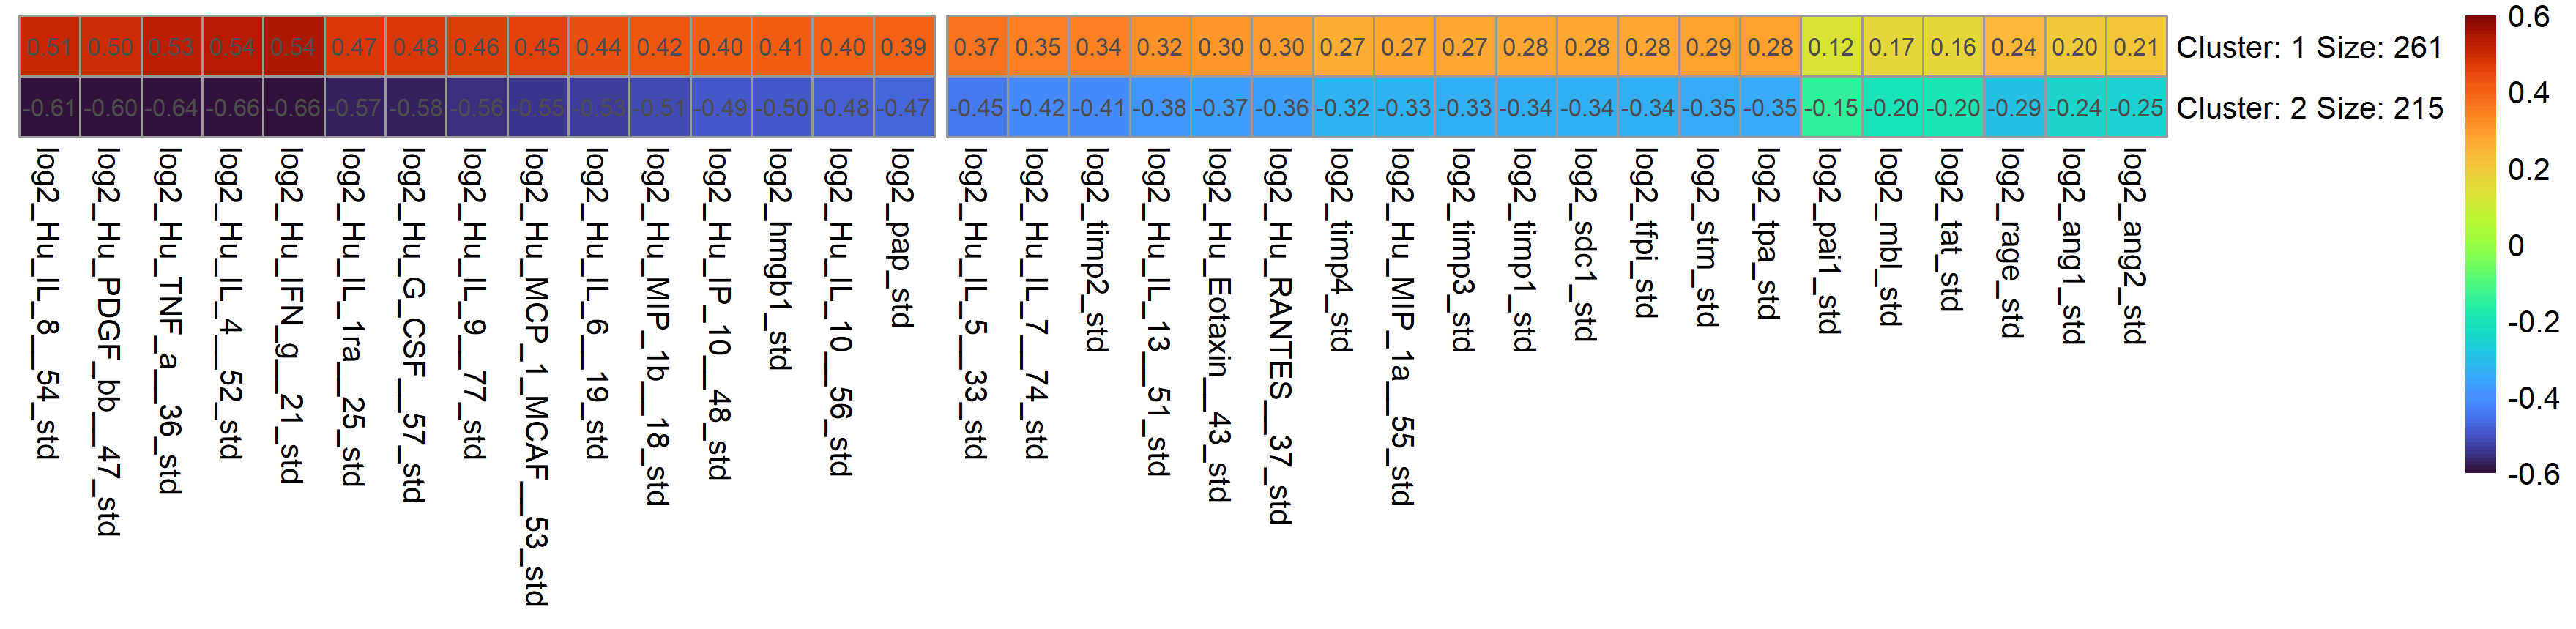 0.51 0.50 0.53 0.54 0.54 0.47 0.48 0.46 0.45 0.44 0.42 0.40 0.41 0.40 0.39 0.37 0.35 0.34 0.32 0.30 0.30 0.27 0.27 0.27 0.28 0.28 0.28 0.29 0.28 0.12 0.17 0.16 0.24 0.20 0.21 Cluster: 1 Size: 261
-0.61 -0.60 -0.64 -0.66 -0.66 -0.57 -0.58 -0.56 -0.55 -0.53 -0.51 -0.49 -0.50 -0.48 -0.47 -0.45 -0.42 -0.41 -0.38 -0.37 -0.36 -0.32 -0.33 -0.33 -0.34 -0.34 -0.34 -0.35 -0.35 -0.15 -0.20 -0.20 -0.29 -0.24 -0.25 Cluster: 2 Size: 215
log2_Hu_IL_8__54_std
log2_Hu_PDGF_bb__47_std
log2_Hu_TNF_a__36_std
log2_Hu_IL_4__52_std
log2_Hu_IFN_g__21_std
log2_Hu_IL_1ra__25_std
log2_Hu_G_CSF__57_std
log2_Hu_IL_9__77_std
log2_Hu_MCP_1_MCAF__53_std
log2_Hu_IL_6__19_std
log2_Hu_MIP_1b__18_std
log2_Hu_IP_10__48_std
log2_hmgb1_std
log2_Hu_IL_10__56_std
log2_pap_std
log2_Hu_IL_5__33_std
log2_Hu_IL_7__74_std
log2_timp2_std
log2_Hu_IL_13__51_std
log2_Hu_Eotaxin__43_std
log2_Hu_RANTES__37_std
log2_timp4_std
log2_Hu_MIP_1a__55_std
log2_timp3_std
log2_timp1_std
log2_sdc1_std
log2_tfpi_std
log2_stm_std
log2_tpa_std
log2_pai1_std
log2_mbl_std
log2_tat_std
log2_rage_std
log2_ang1_std
log2_ang2_std
0.6
0.4
0.2
0
-0.2
-0.4
-0.6